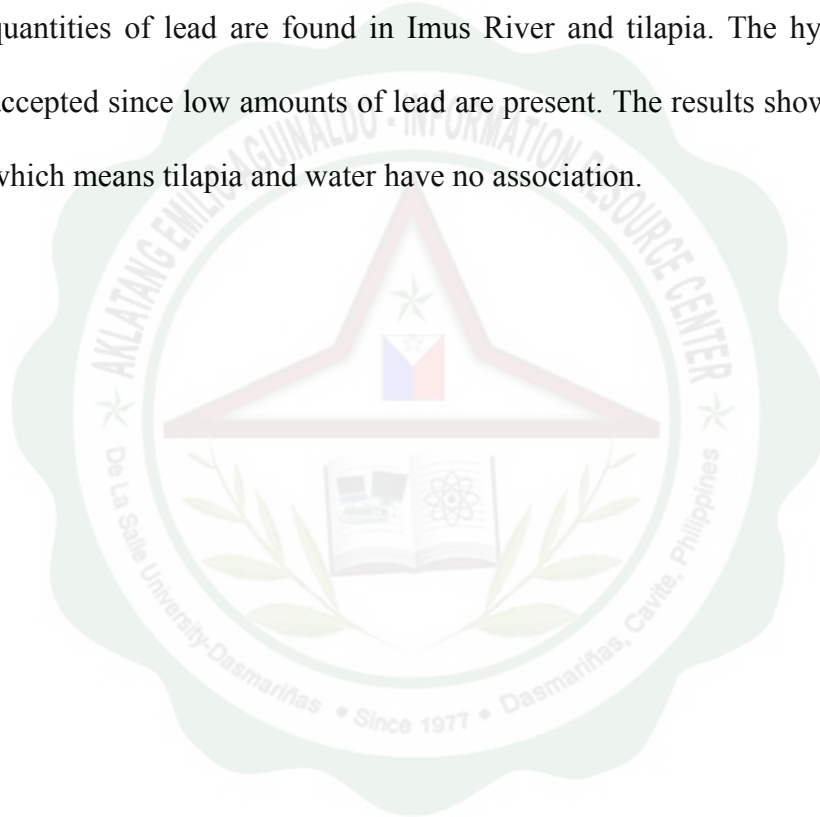 quantities of lead are found in Imus River and tilapia. The hy
accepted since low amounts of lead are present. The results show
which means tilapia and water have no association.
AKLATANG EMILIO AGUINALDO - INFORMATION RESOURCE CENTER
De La Salle University-Dasmariñas • Since 1977 • Dasmariñas, Cavite, Philippines